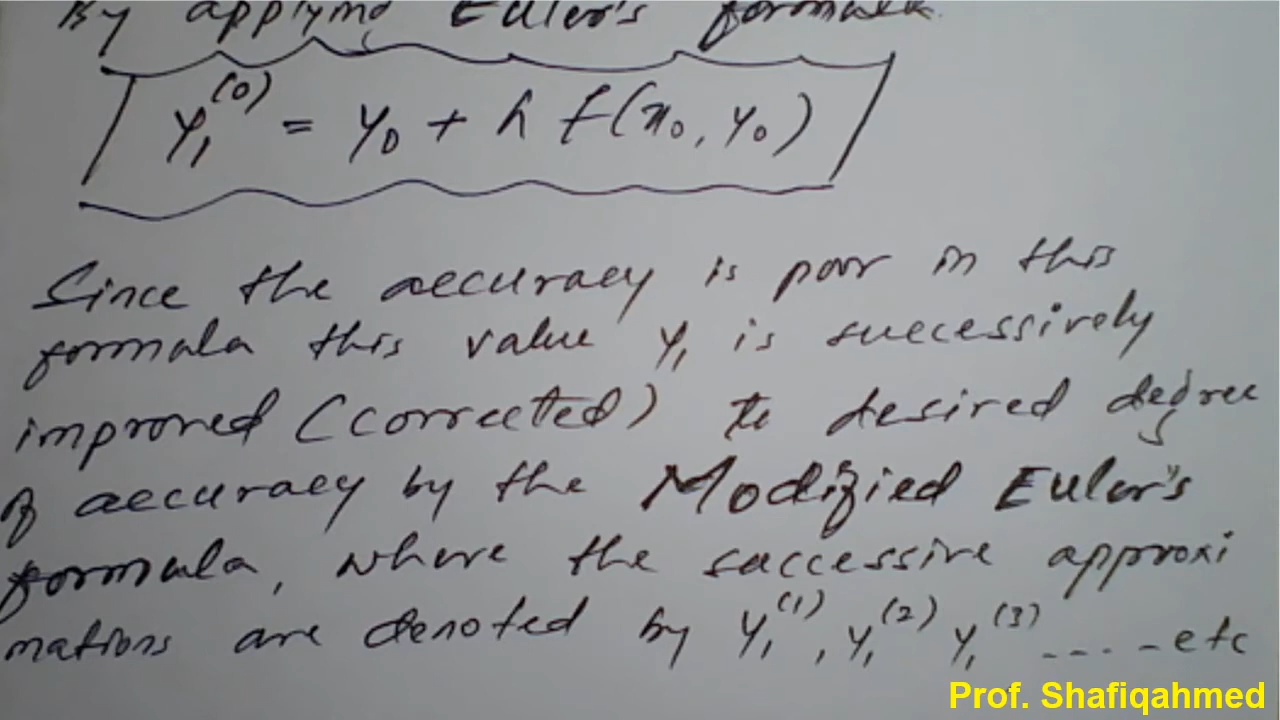 By applying Euler's formula.
y₁⁽⁰⁾ = y₀ + h f(x₀, y₀)
Since the accuracy is poor in this
formula this value y₁ is successively
improved (corrected) to desired degree
of accuracy by the Modified Euler's
formula, where the successive approxi
mations are denoted by y₁⁽¹⁾, y₁⁽²⁾ y₁⁽³⁾ ..... etc
Prof. Shafiqahmed